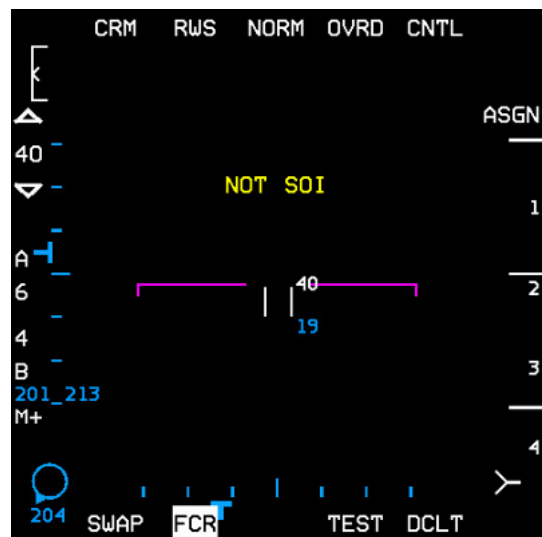 CRM RWS NORM OVRD CNTL
ASGN
40
NOT SOI
1
A
6
40
2
19
4
B
3
201_213
M+
4
204
SWAP FCR TEST DCLT